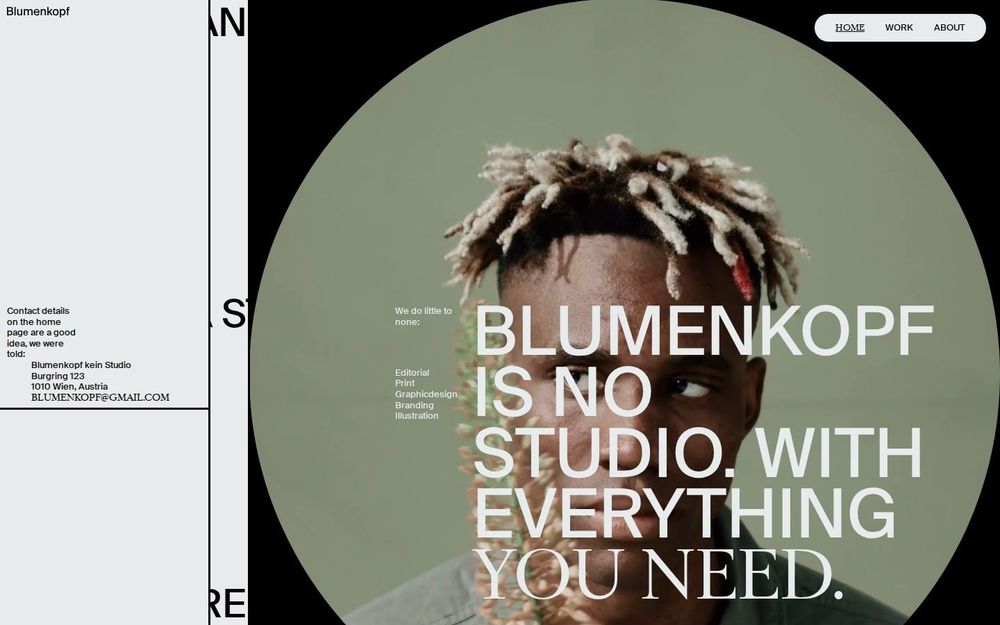 Blumenkopf
AN
HOME WORK ABOUT
Contact details
on the home
page are a good
idea, we were
told:
Blumenkopf kein Studio
Burgring 123
1010 Wien, Austria
BLUMENKOPF@GMAIL.COM
RE
We do little to
none:
Editorial
Print
Graphicdesign
Branding
Illustration
BLUMENKOPF
IS NO
STUDIO. WITH
EVERYTHING
YOU NEED.